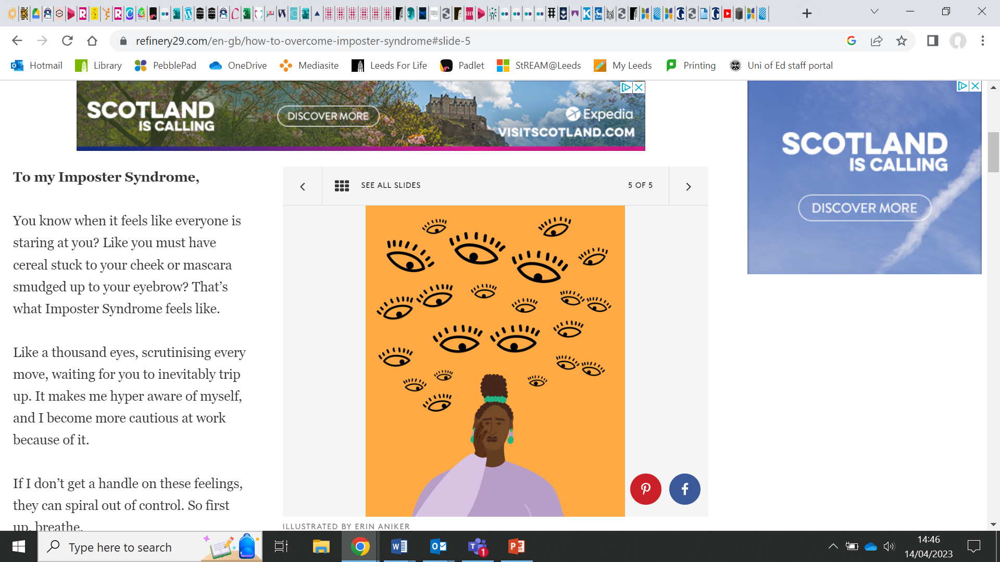 refinery29.com/en-gb/how-to-overcome-imposter-syndrome#slide-5
Hotmail
Library
PebblePad
OneDrive
Mediasite
Leeds For Life
Padlet
StREAM@Leeds
My Leeds
Printing
Uni of Ed staff portal
SCOTLAND
IS CALLING
DISCOVER MORE
Expedia
VISITSCOTLAND.COM
SCOTLAND
IS CALLING
DISCOVER MORE
To my Imposter Syndrome,
You know when it feels like everyone is
staring at you? Like you must have
cereal stuck to your cheek or mascara
smudged up to your eyebrow? That’s
what Imposter Syndrome feels like.
Like a thousand eyes, scrutinising every
move, waiting for you to inevitably trip
up. It makes me hyper aware of myself,
and I become more cautious at work
because of it.
If I don’t get a handle on these feelings,
they can spiral out of control. So first
up, breathe.
SEE ALL SLIDES
5 OF 5
ILLUSTRATED BY ERIN ANIKER
Type here to search
1
14:46
14/04/2023